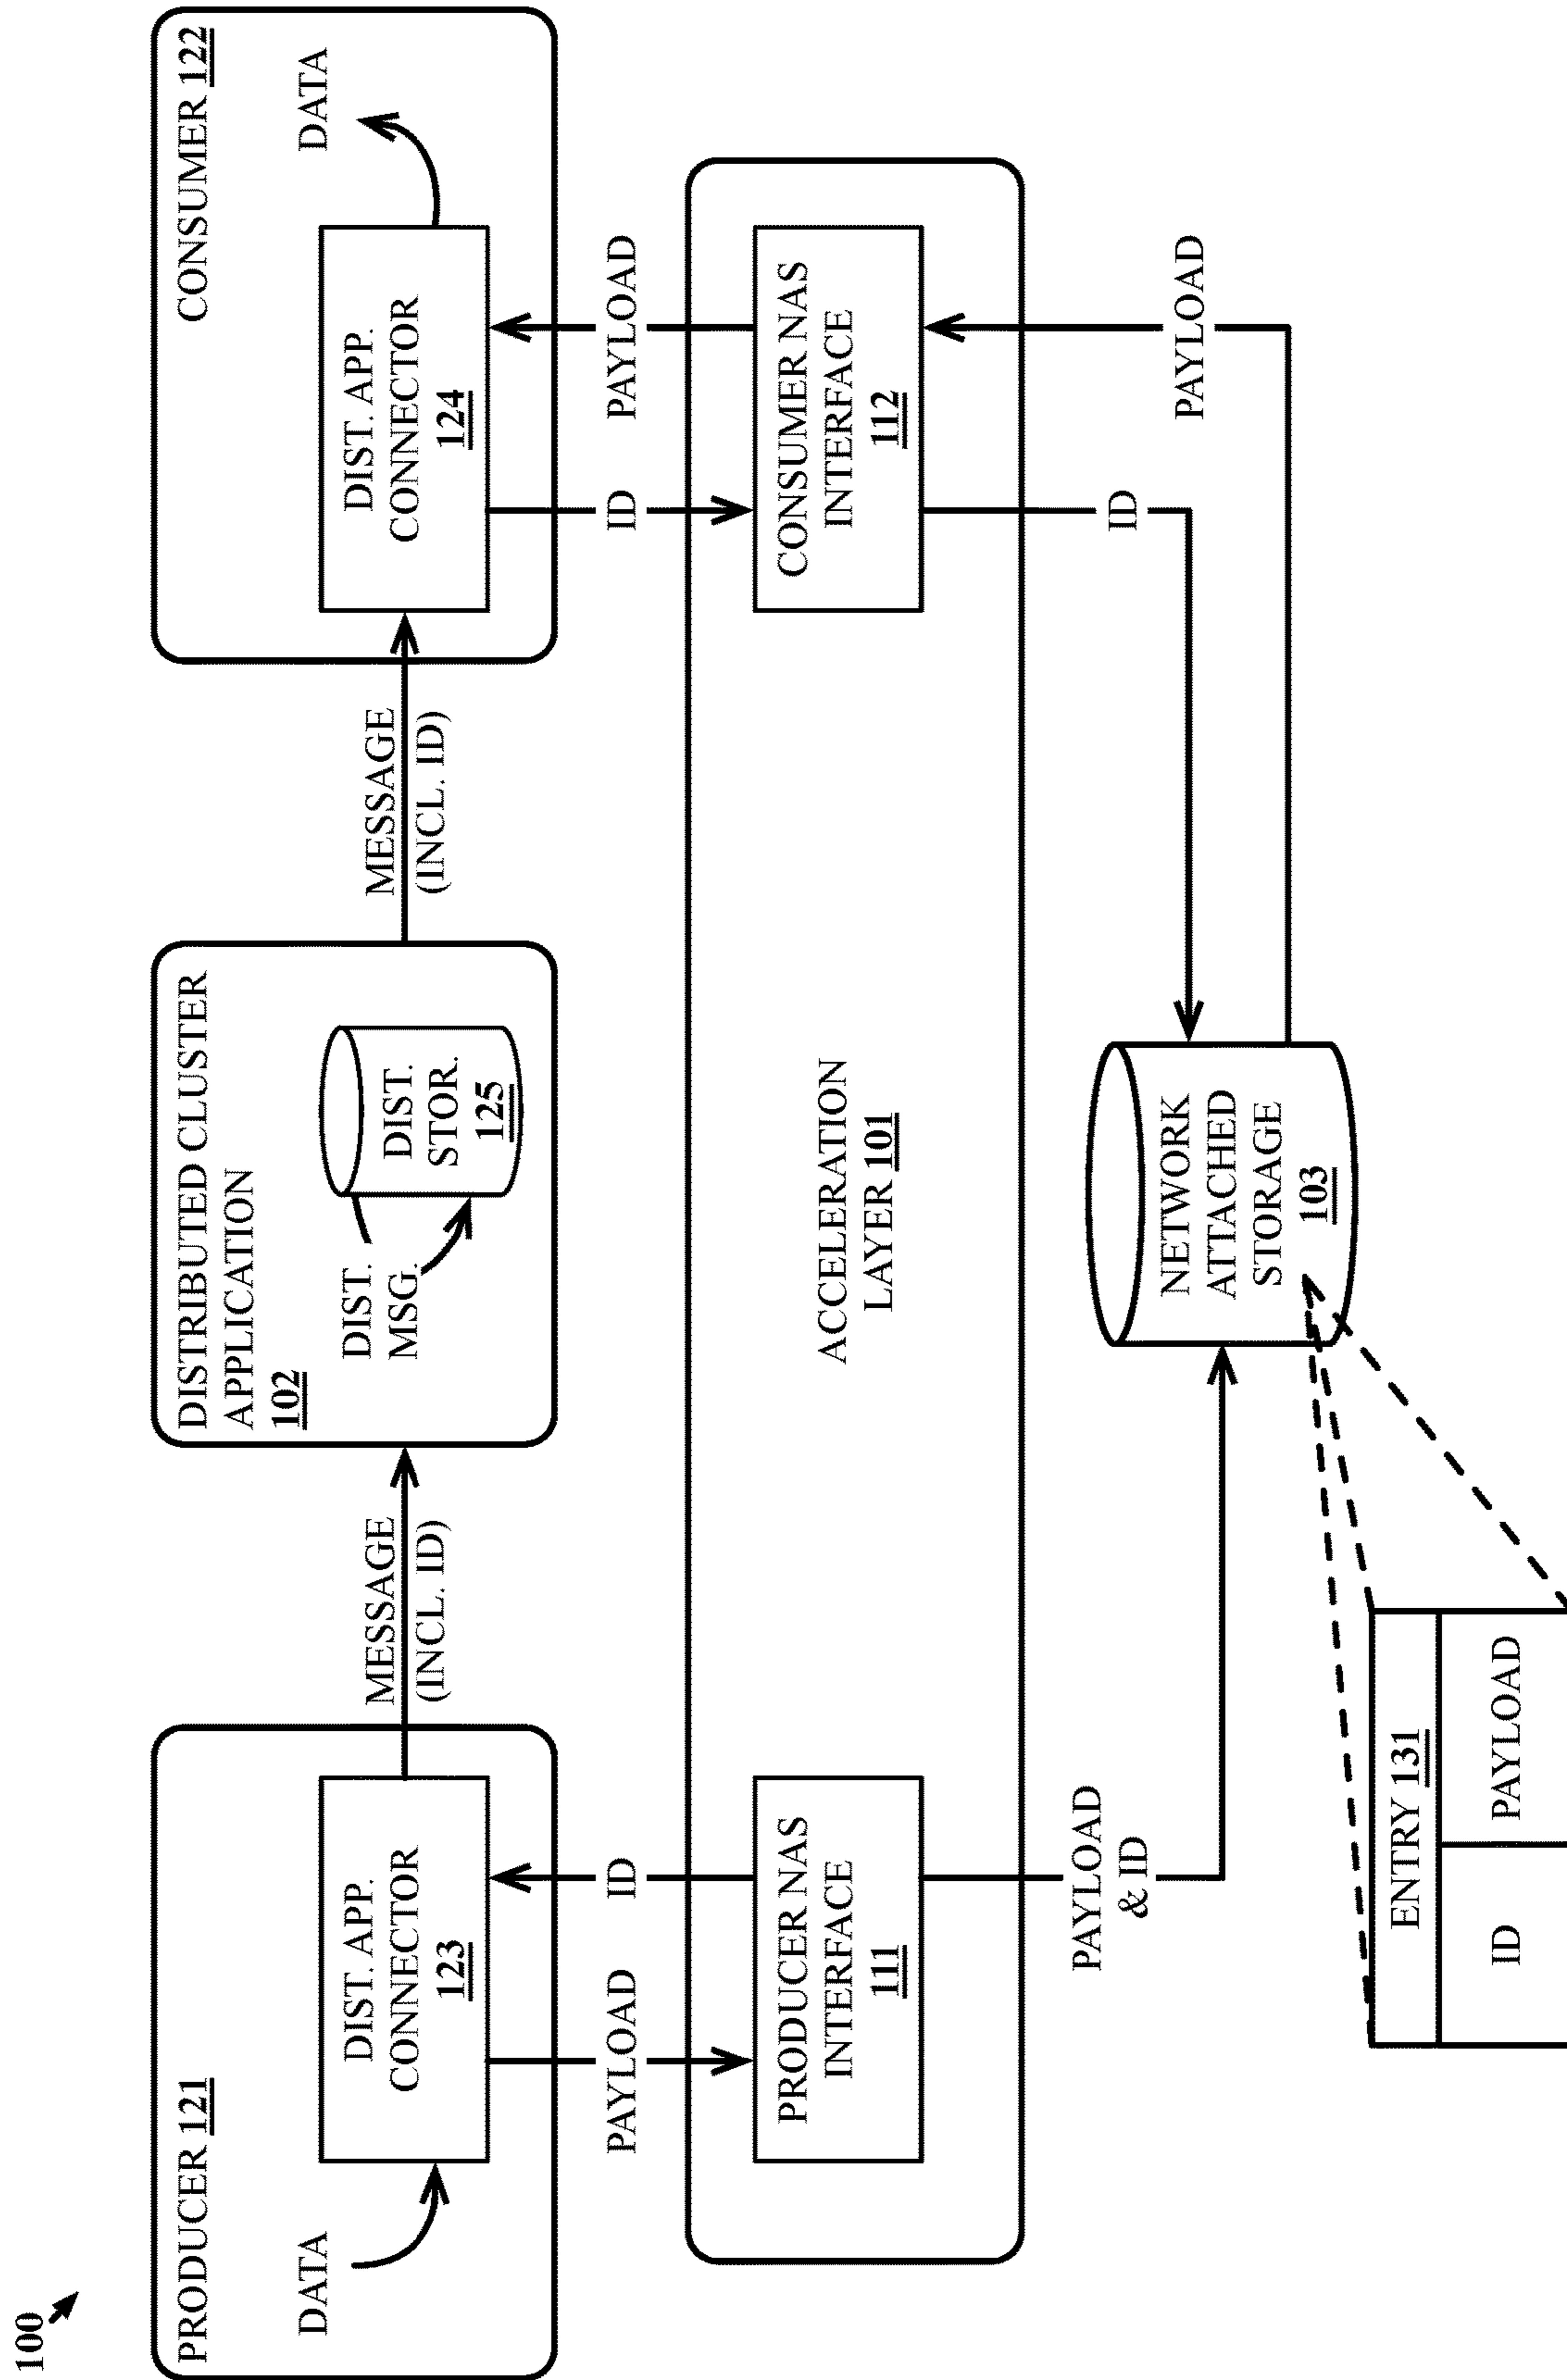 100
PRODUCER 121
DATA
DIST. APP.
CONNECTOR
123
MESSAGE
(INCL. ID)
DISTRIBUTED CLUSTER
APPLICATION
102
DIST.
MSG.
DIST.
STOR.
125
MESSAGE
(INCL. ID)
CONSUMER 122
DIST. APP.
CONNECTOR
124
DATA
PAYLOAD
ID
ID
PAYLOAD
PRODUCER NAS
INTERFACE
111
ACCELERATION
LAYER 101
CONSUMER NAS
INTERFACE
112
PAYLOAD
& ID
ID
PAYLOAD
NETWORK
ATTACHED
STORAGE
103
ENTRY 131
ID
PAYLOAD